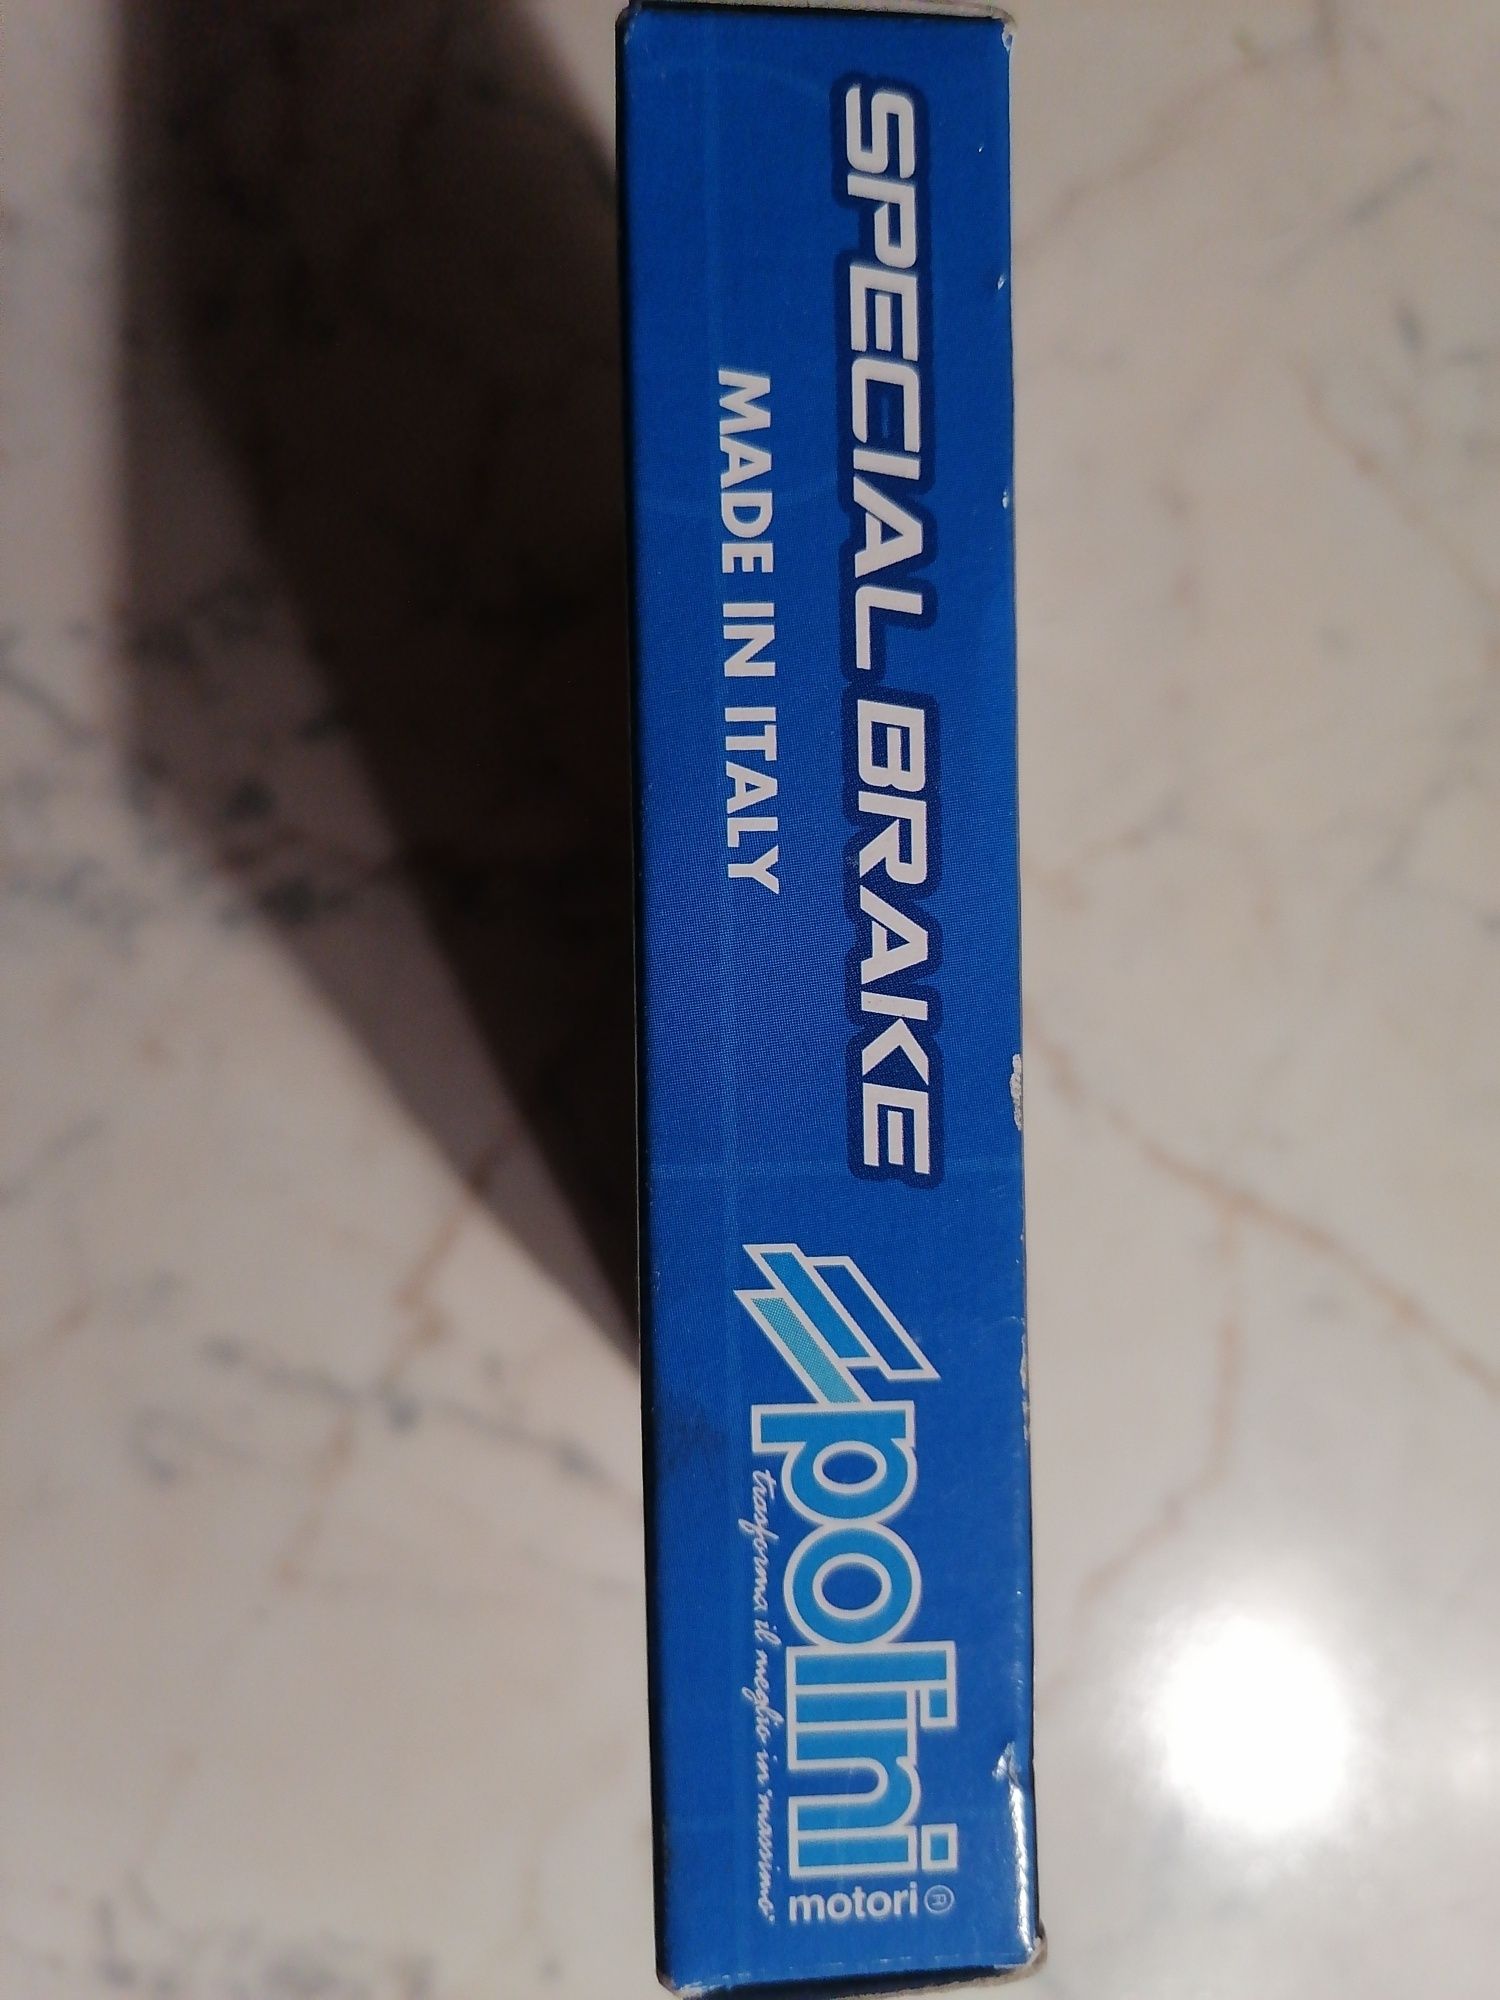 SPECIAL BRAKE
MADE IN ITALY
polini
motori®
trasforma il meglio in "massimo"